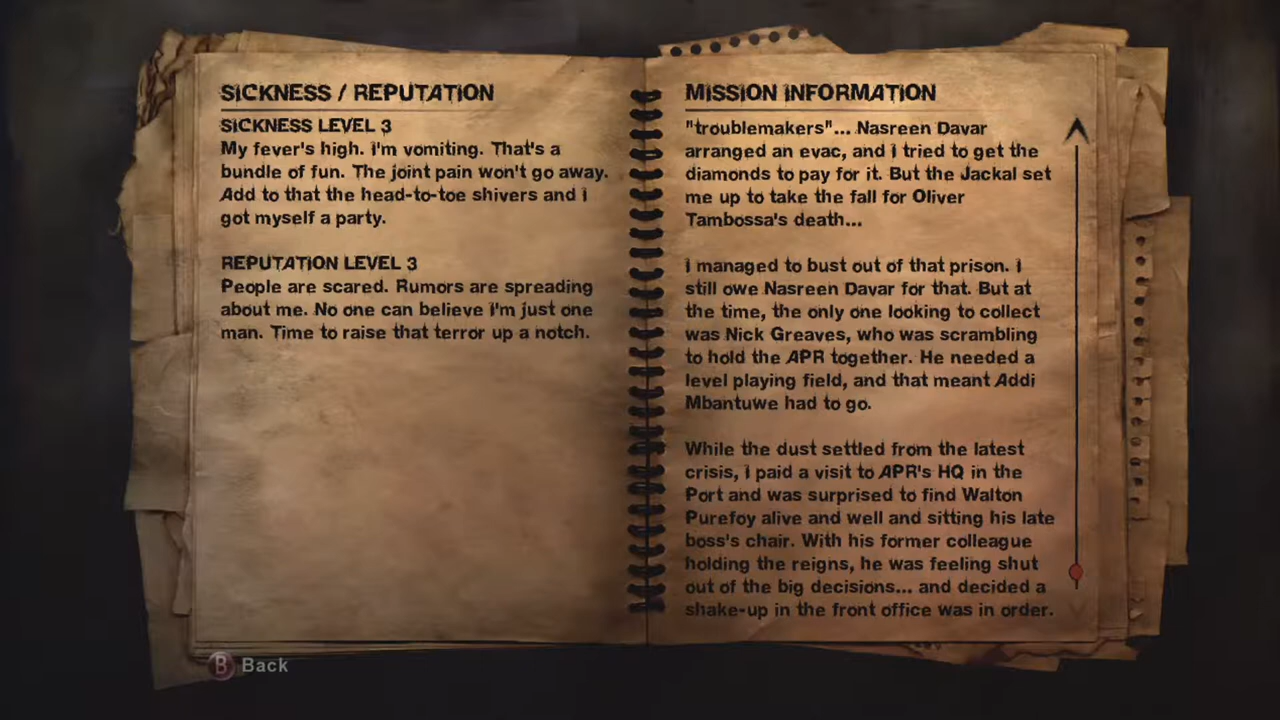 SICKNESS / REPUTATION
SICKNESS LEVEL 3
My fever's high. I'm vomiting. That's a
bundle of fun. The joint pain won't go away.
Add to that the head-to-toe shivers and I
got myself a party.
REPUTATION LEVEL 3
People are scared. Rumors are spreading
about me. No one can believe I'm just one
man. Time to raise that terror up a notch.
MISSION INFORMATION
"troublemakers"... Nasreen Davar
arranged an evac, and I tried to get the
diamonds to pay for it. But the Jackal set
me up to take the fall for Oliver
Tambossa's death...
I managed to bust out of that prison. I
still owe Nasreen Davar for that. But at
the time, the only one looking to collect
was Nick Greaves, who was scrambling
to hold the APR together. He needed a
level playing field, and that meant Addi
Mbantuwe had to go.
While the dust settled from the latest
crisis, I paid a visit to APR's HQ in the
Port and was surprised to find Walton
Purefoy alive and well and sitting his late
boss's chair. With his former colleague
holding the reigns, he was feeling shut
out of the big decisions... and decided a
shake-up in the front office was in order.
B Back